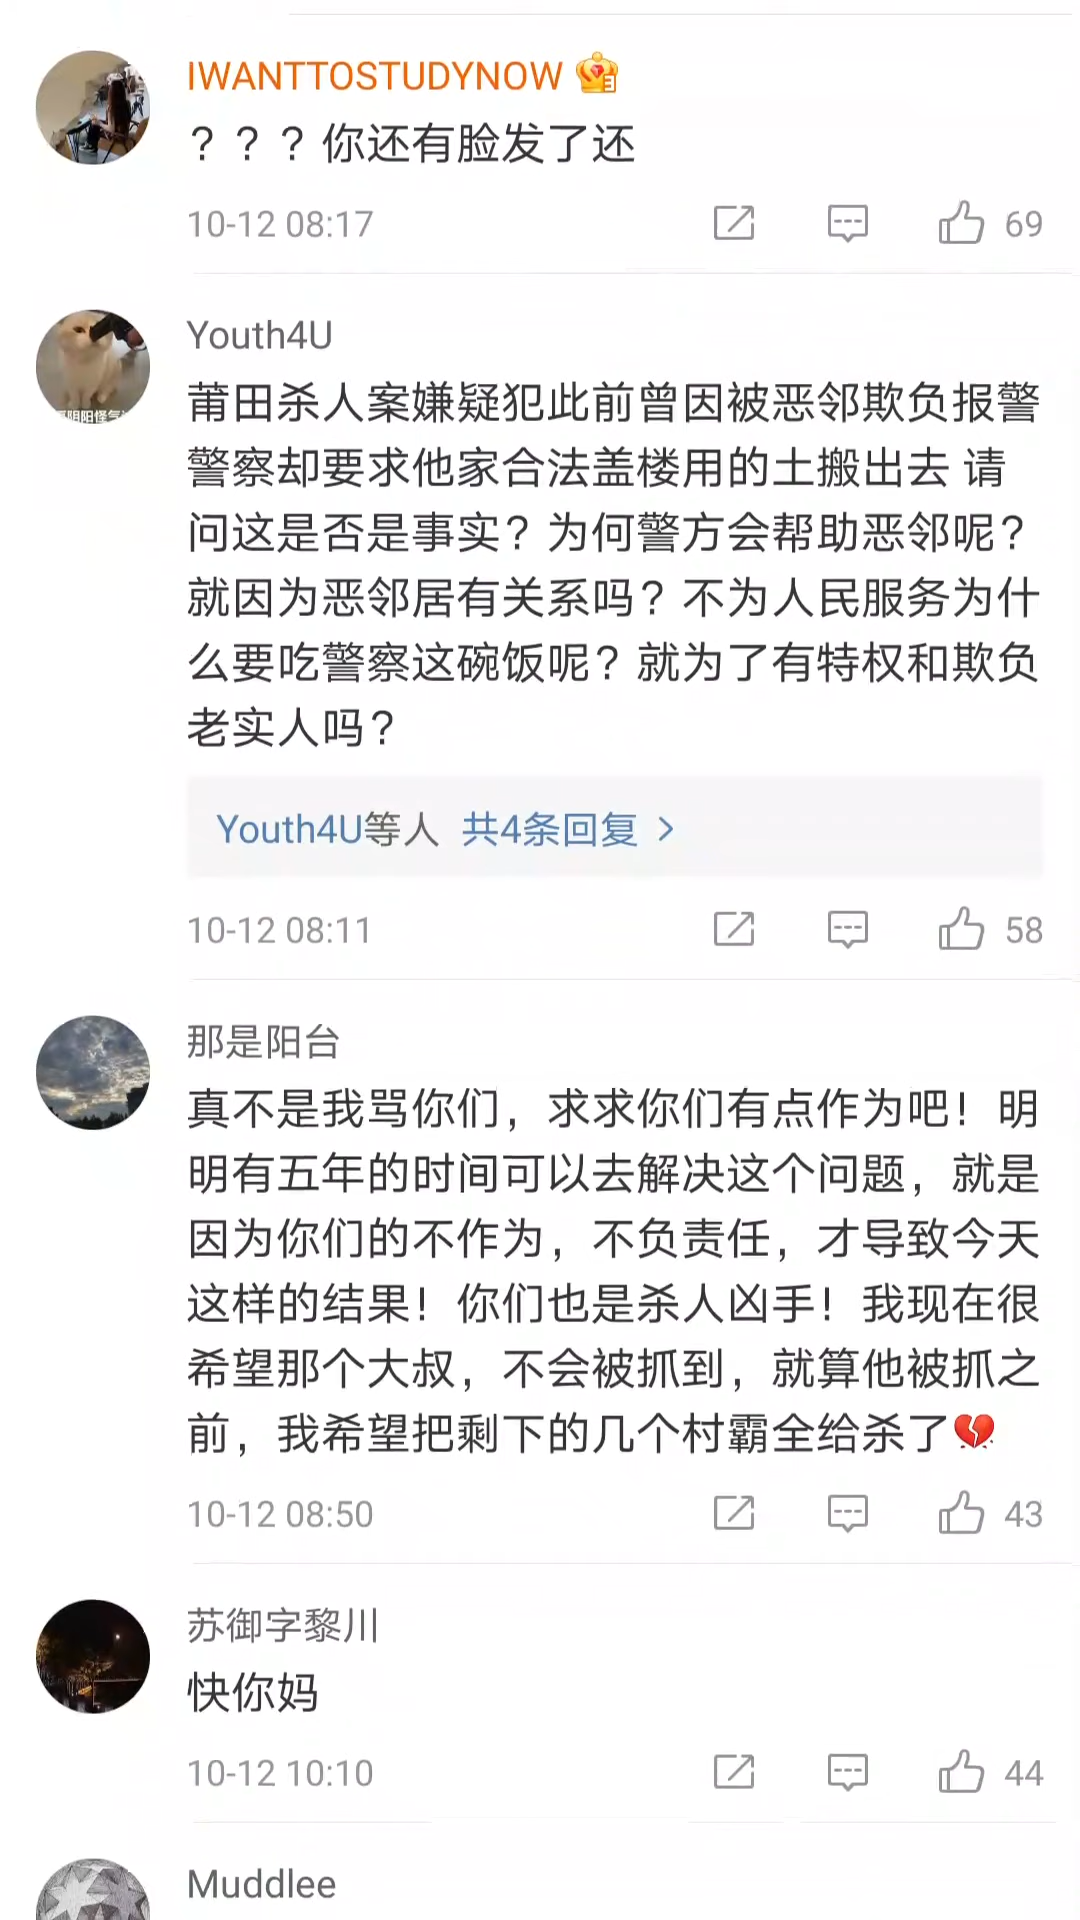 IWANTTOSTUDYNOW
？？？你还有脸发了还
10-12 08:17
69
Youth4U
莆田杀人案嫌疑犯此前曾因被恶邻欺负报警
警察却要求他家合法盖楼用的土搬出去 请
问这是否是事实？为何警方会帮助恶邻呢？
就因为恶邻居有关系吗？不为人民服务为什
么要吃警察这碗饭呢？就为了有特权和欺负
老实人吗？
Youth4U等人 共4条回复 >
10-12 08:11
58
那是阳台
真不是我骂你们，求求你们有点作为吧！明
明有五年的时间可以去解决这个问题，就是
因为你们的不作为，不负责任，才导致今天
这样的结果！你们也是杀人凶手！我现在很
希望那个大叔，不会被抓到，就算他被抓之
前，我希望把剩下的几个村霸全给杀了💔
10-12 08:50
43
苏御字黎川
快你妈
10-12 10:10
44
Muddlee